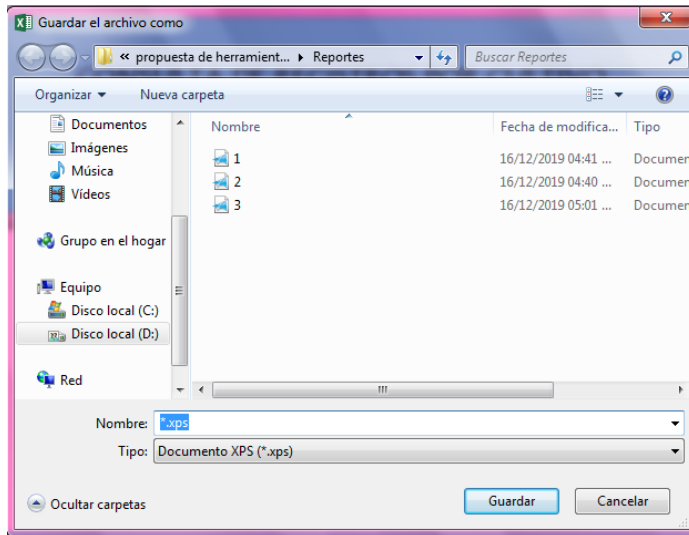 Guardar el archivo como
« propuesta de herramient... Reportes
Buscar Reportes
Organizar
Nueva carpeta
Documentos
Imágenes
Música
Vídeos
Grupo en el hogar
Equipo
Disco local (C:)
Disco local (D:)
Red
Nombre Fecha de modifica... Tipo
1 16/12/2019 04:41 ... Documen
2 16/12/2019 04:40 ... Documen
3 16/12/2019 05:01 ... Documen
Nombre: *.xps
Tipo: Documento XPS (*.xps)
Ocultar carpetas
Guardar
Cancelar